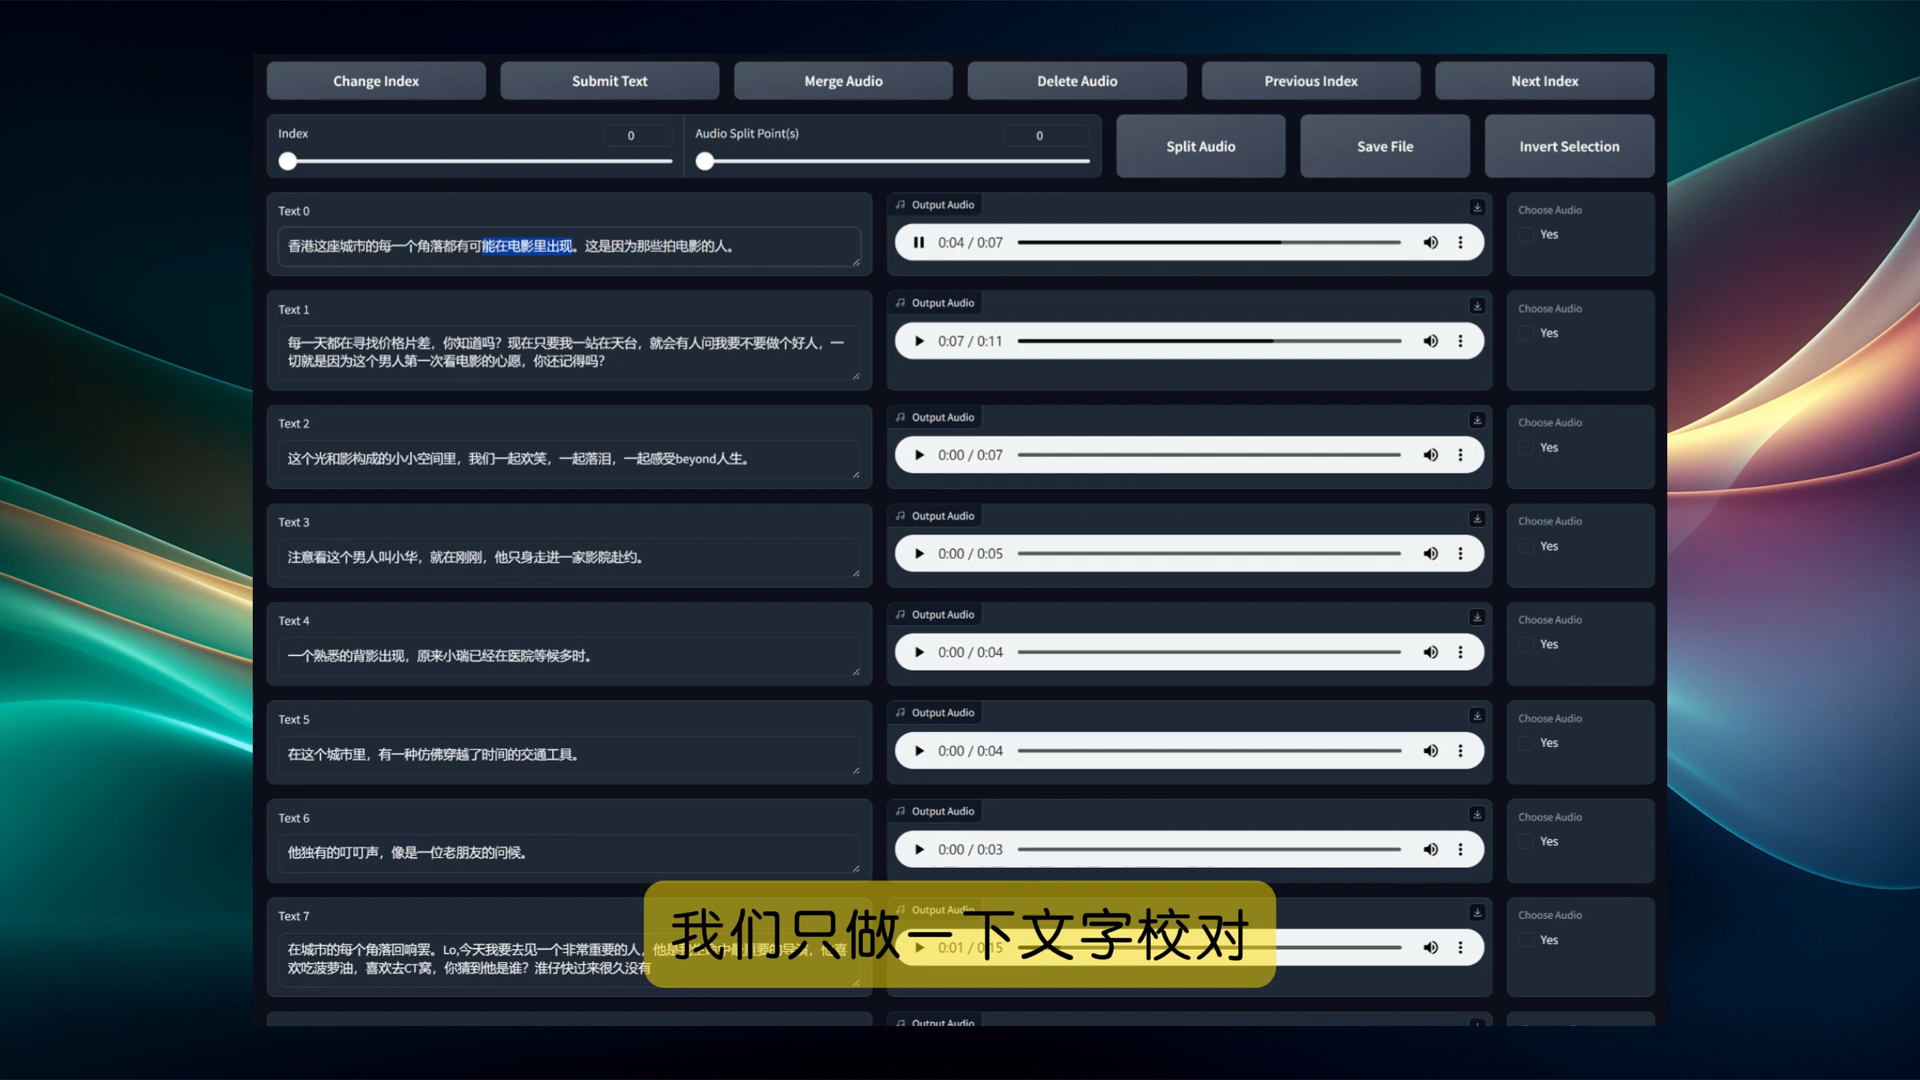 Change Index
Submit Text
Merge Audio
Delete Audio
Previous Index
Next Index
Index
0
Audio Split Point(s)
0
Split Audio
Save File
Invert Selection
Text 0
香港这座城市的每一个角落都有可能在电影里出现。这是因为那些拍电影的人。
Output Audio
0:04 / 0:07
Choose Audio
Yes
Text 1
每一天都在寻找价格片差，你知道吗？现在只要我一站在天台，就会有人问我要不要做个好人，一
切就是因为这个男人第一次看电影的心愿，你还记得吗？
Output Audio
0:07 / 0:11
Choose Audio
Yes
Text 2
这个光和影构成的小小空间里，我们一起欢笑，一起落泪，一起感受beyond人生。
Output Audio
0:00 / 0:07
Choose Audio
Yes
Text 3
注意看这个男人叫小华，就在刚刚，他只身走进一家影院赴约。
Output Audio
0:00 / 0:05
Choose Audio
Yes
Text 4
一个熟悉的背影出现，原来小瑞已经在医院等候多时。
Output Audio
0:00 / 0:04
Choose Audio
Yes
Text 5
在这个城市里，有一种仿佛穿越了时间的交通工具。
Output Audio
0:00 / 0:04
Choose Audio
Yes
Text 6
他独有的叮叮声，像是一位老朋友的问候。
Output Audio
0:00 / 0:03
Choose Audio
Yes
Text 7
在城市的每个角落回响罢。Lo,今天我要去见一个非常重要的人，他是
欢吃菠萝油，喜欢去CT窝，你猜到他是谁？淮仔快过来很久没有
Output Audio
0:01 / 0:15
Choose Audio
Yes
我们只做一下文字校对
Output Audio